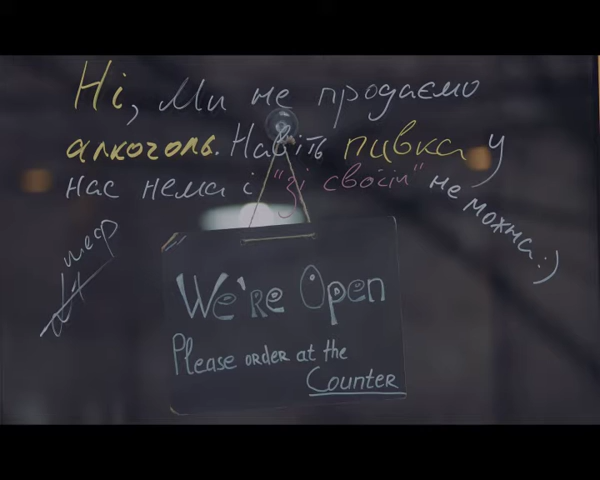 Ні, Ми не продаємо
алкоголь. Навіть пивка у
нас нема і "зі своїм" не можна :)
шеф
We're Open
Please order at the
Counter